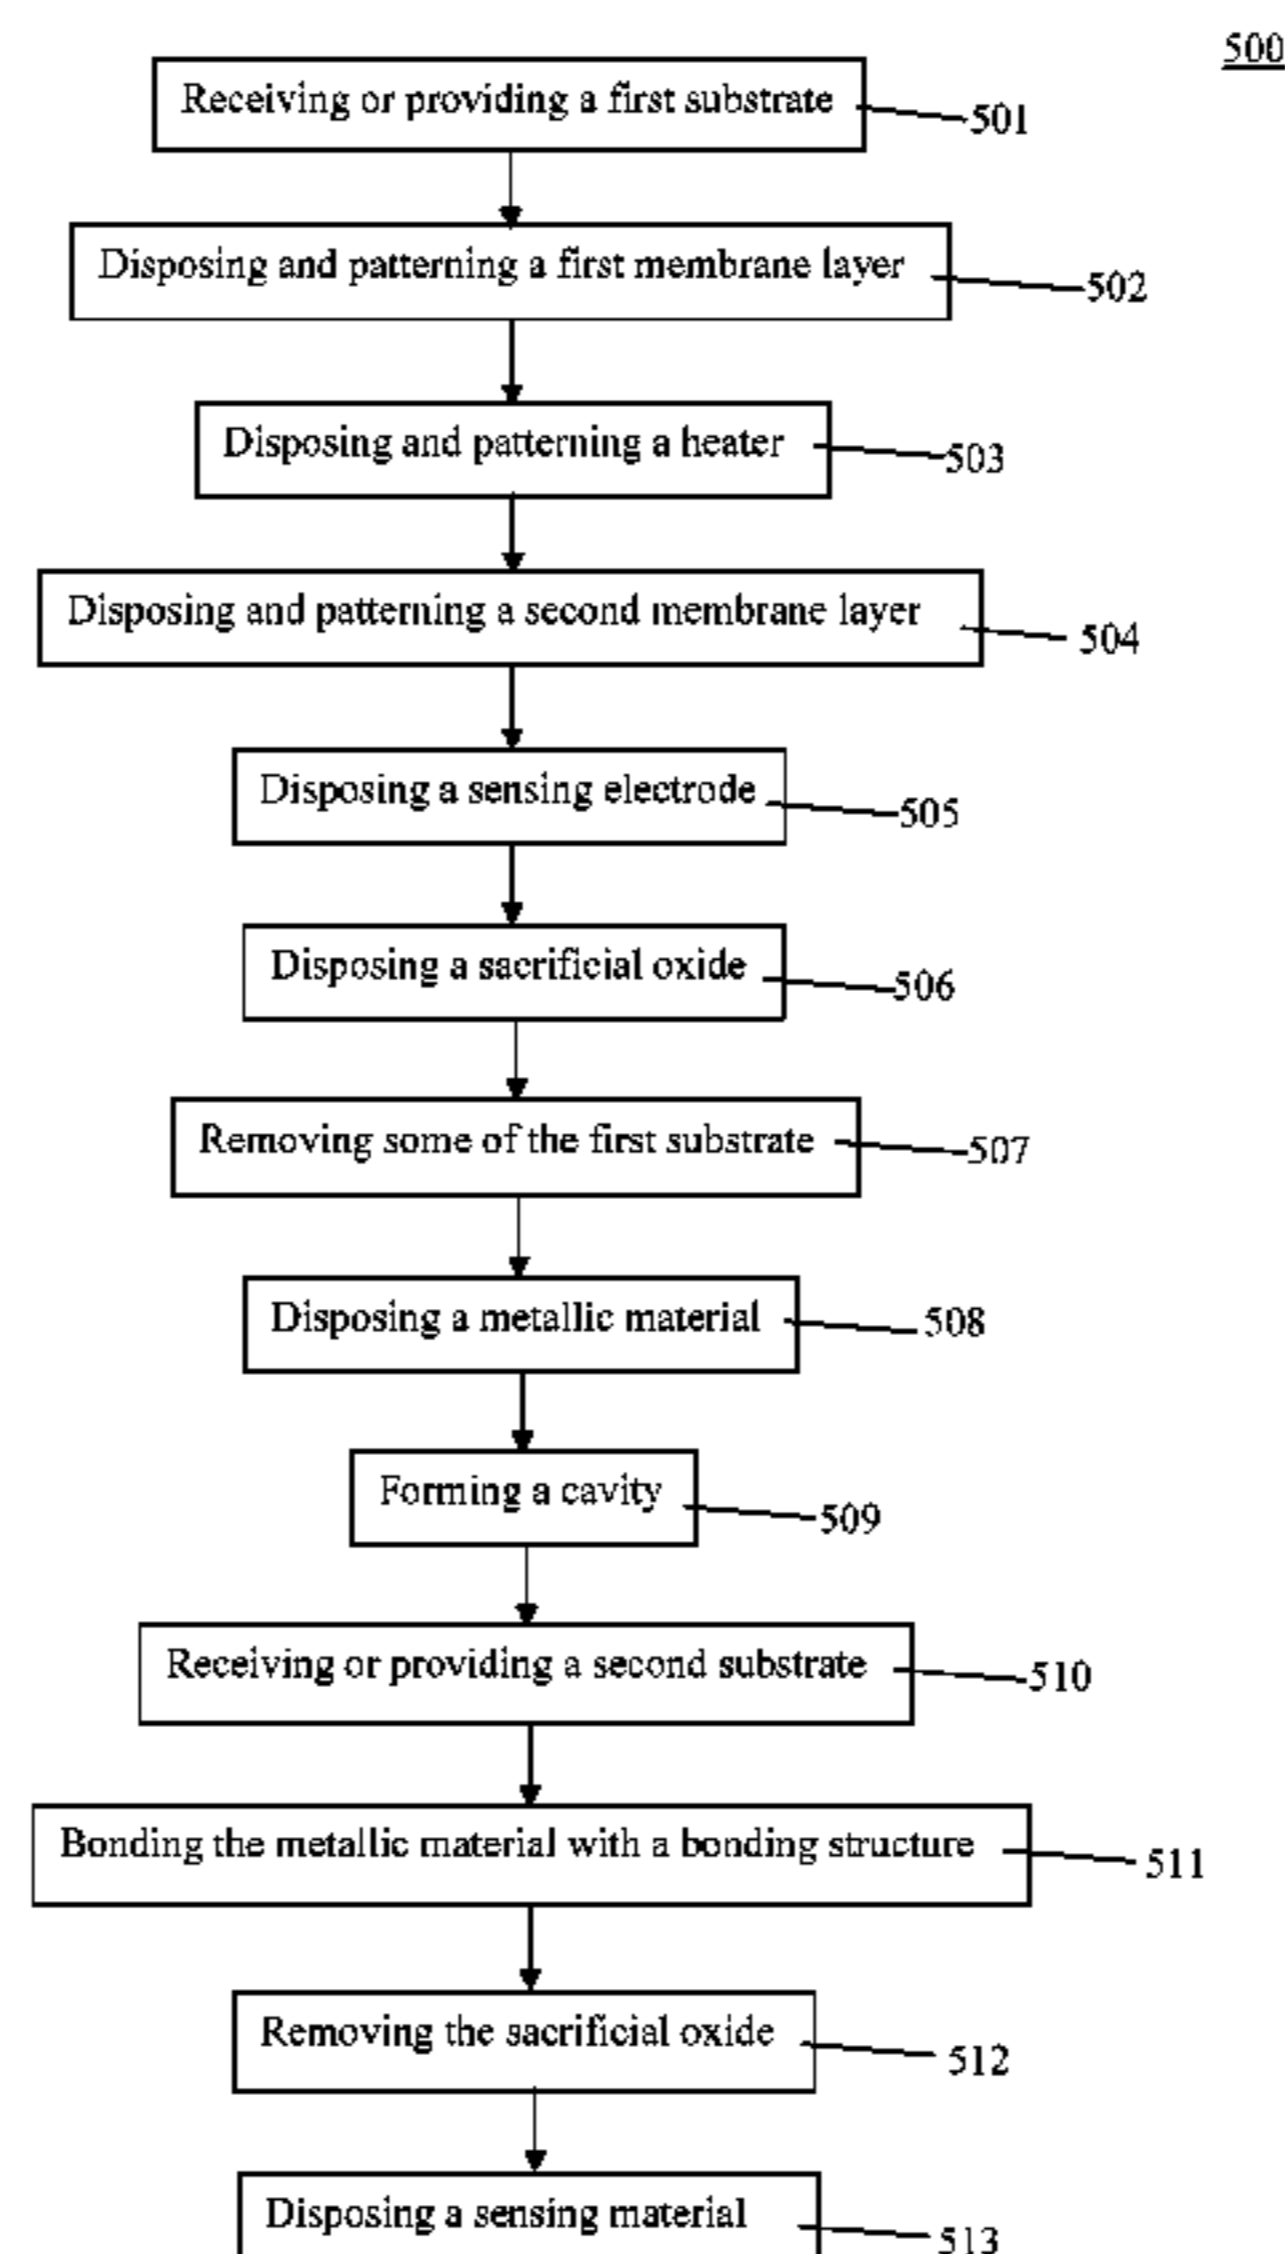 500
Receiving or providing a first substrate
501
Disposing and patterning a first membrane layer
502
Disposing and patterning a heater
503
Disposing and patterning a second membrane layer
504
Disposing a sensing electrode
505
Disposing a sacrificial oxide
506
Removing some of the first substrate
507
Disposing a metallic material
508
Forming a cavity
509
Receiving or providing a second substrate
510
Bonding the metallic material with a bonding structure
511
Removing the sacrificial oxide
512
Disposing a sensing material
513